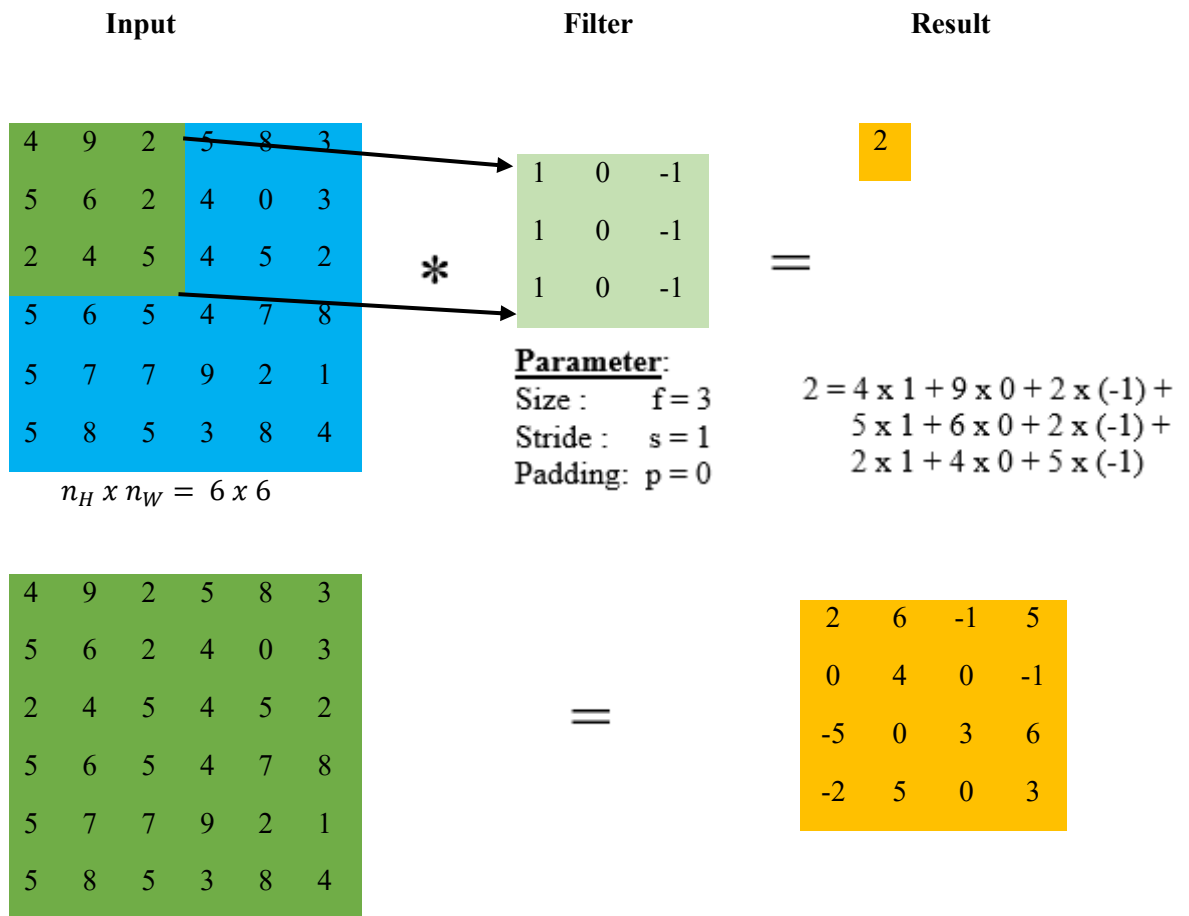 Input Filter Result
4 9 2 5 8 3
5 6 2 4 0 3
2 4 5 4 5 2
5 6 5 4 7 8
5 7 7 9 2 1
5 8 5 3 8 4
n_H x n_W = 6 x 6
*
1 0 -1
1 0 -1
1 0 -1
Parameter:
Size : f = 3
Stride : s = 1
Padding: p = 0
=
2
2 = 4 x 1 + 9 x 0 + 2 x (-1) +
5 x 1 + 6 x 0 + 2 x (-1) +
2 x 1 + 4 x 0 + 5 x (-1)
4 9 2 5 8 3
5 6 2 4 0 3
2 4 5 4 5 2
5 6 5 4 7 8
5 7 7 9 2 1
5 8 5 3 8 4
=
2 6 -1 5
0 4 0 -1
-5 0 3 6
-2 5 0 3